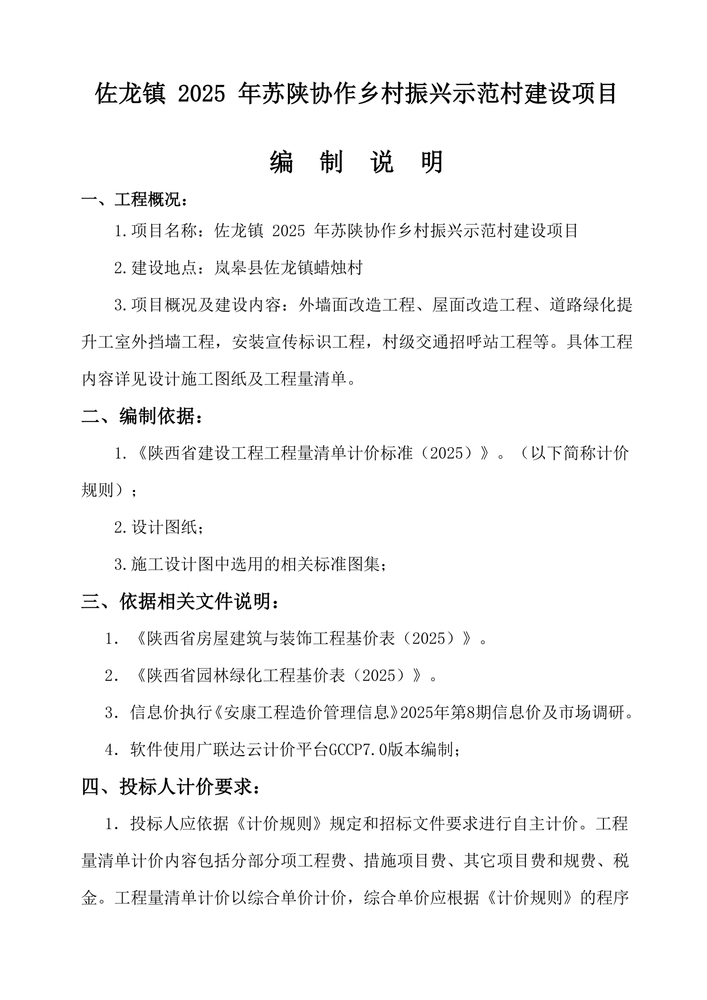 佐龙镇 2025 年苏陕协作乡村振兴示范村建设项目
编 制 说 明
一、工程概况：
1.项目名称：佐龙镇 2025 年苏陕协作乡村振兴示范村建设项目
2.建设地点：岚皋县佐龙镇蜡烛村
3.项目概况及建设内容：外墙面改造工程、屋面改造工程、道路绿化提
升工室外挡墙工程，安装宣传标识工程，村级交通招呼站工程等。具体工程
内容详见设计施工图纸及工程量清单。
二、编制依据：
1.《陕西省建设工程工程量清单计价标准（2025）》。（以下简称计价
规则）；
2.设计图纸；
3.施工设计图中选用的相关标准图集；
三、依据相关文件说明：
1. 《陕西省房屋建筑与装饰工程基价表（2025）》。
2. 《陕西省园林绿化工程基价表（2025）》。
3. 信息价执行《安康工程造价管理信息》2025年第8期信息价及市场调研。
4. 软件使用广联达云计价平台GCCP7.0版本编制；
四、投标人计价要求：
1. 投标人应依据《计价规则》规定和招标文件要求进行自主计价。工程
量清单计价内容包括分部分项工程费、措施项目费、其它项目费和规费、税
金。工程量清单计价以综合单价计价，综合单价应根据《计价规则》的程序